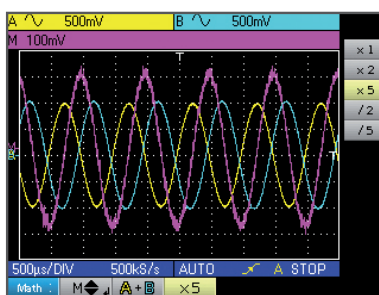 A 500mV B 500mV
M 100mV
T
×1
×2
×5
/2
/5
M
T
500µs/DIV 500kS/s AUTO A STOP
Math : M A+B ×5